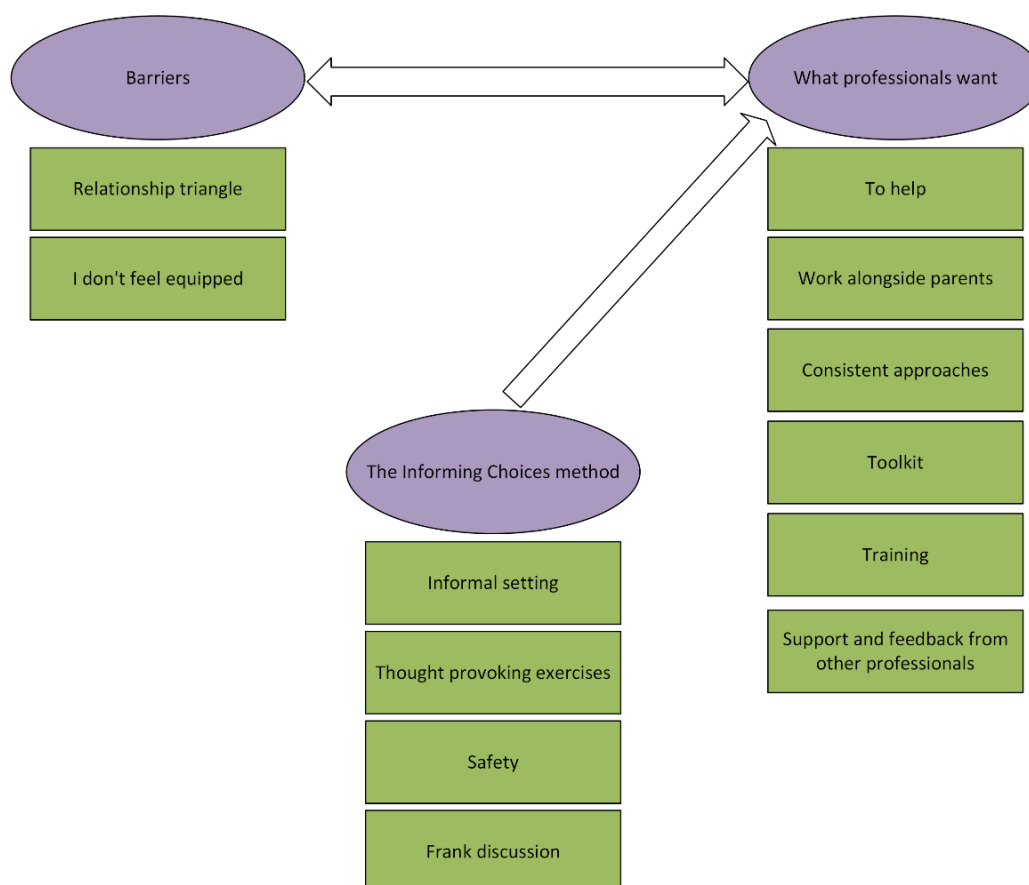 Barriers
What professionals want
Relationship triangle
I don't feel equipped
To help
Work alongside parents
Consistent approaches
Toolkit
Training
Support and feedback from
other professionals
The Informing Choices method
Informal setting
Thought provoking exercises
Safety
Frank discussion